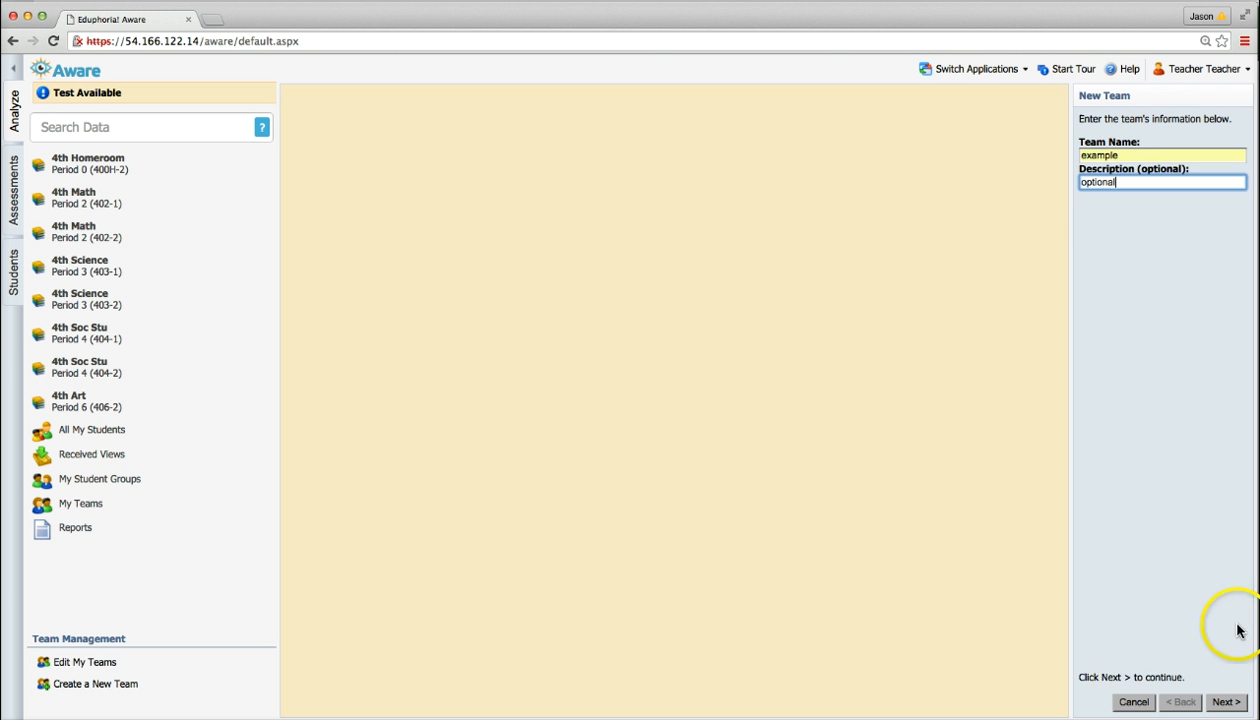 Eduphoria! Aware
Jason
https://54.166.122.14/aware/default.aspx
Aware
Switch Applications
Start Tour
Help
Teacher Teacher
Analyze
Assessments
Students
Test Available
Search Data
?
4th Homeroom
Period 0 (400H-2)
4th Math
Period 2 (402-1)
4th Math
Period 2 (402-2)
4th Science
Period 3 (403-1)
4th Science
Period 3 (403-2)
4th Soc Stu
Period 4 (404-1)
4th Soc Stu
Period 4 (404-2)
4th Art
Period 6 (406-2)
All My Students
Received Views
My Student Groups
My Teams
Reports
Team Management
Edit My Teams
Create a New Team
New Team
Enter the team's information below.
Team Name:
example
Description (optional):
optional
Click Next > to continue.
Cancel
< Back
Next >